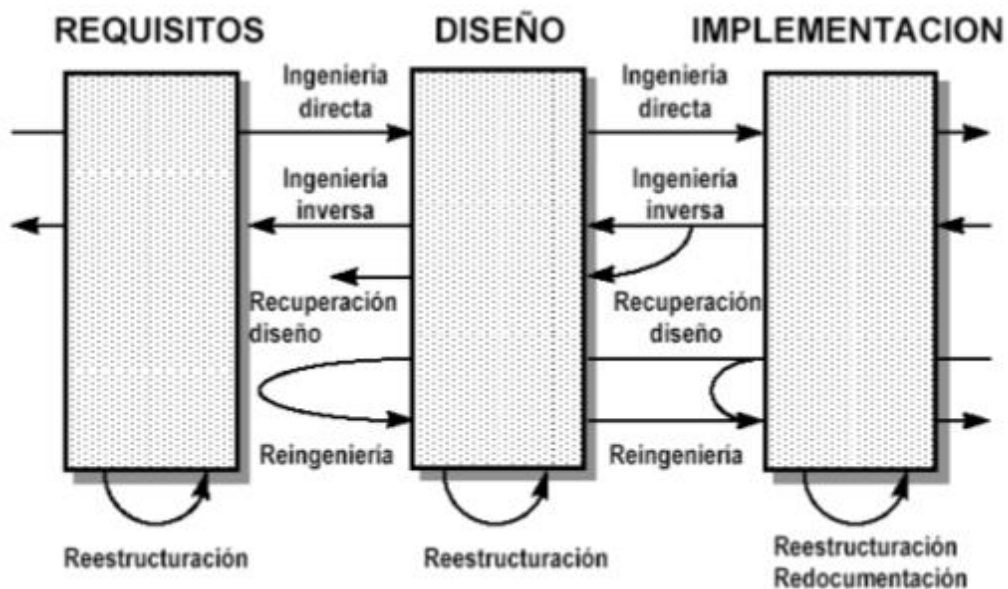 REQUISITOS
DISEÑO
IMPLEMENTACION
Ingeniería
directa
Ingeniería
directa
Ingeniería
inversa
Ingeniería
inversa
Recuperación
diseño
Recuperación
diseño
Reingeniería
Reingeniería
Reestructuración
Reestructuración
Reestructuración
Redocumentación